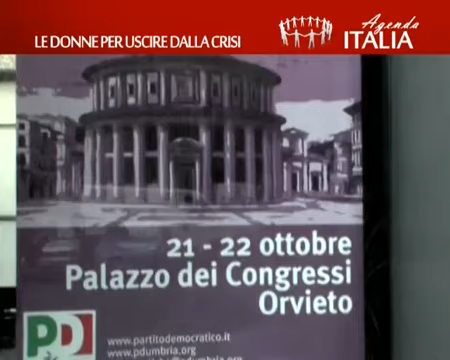 LE DONNE PER USCIRE DALLA CRISI
Agenda
ITALIA
21 - 22 ottobre
Palazzo dei Congressi
Orvieto
PD
www.partitodemocratico.it
www.pdumbria.org